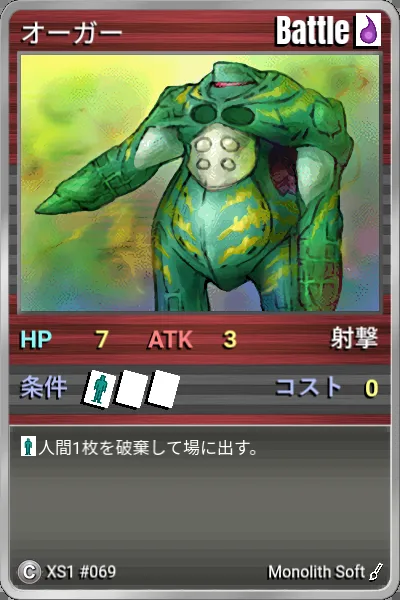 オーガー
Battle
HP 7 ATK 3 射撃
条件 コスト 0
人間1枚を破棄して場に出す。
C XS1 #069 Monolith Soft